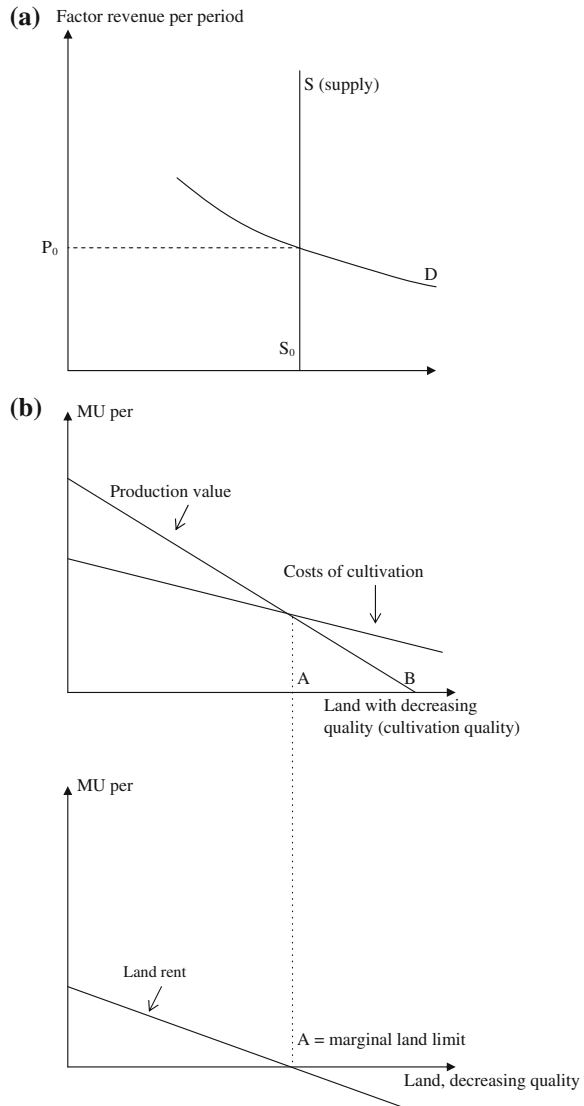 (a) Factor revenue per period
S (supply)
P₀
D
S₀
(b) MU per
Production value
Costs of cultivation
A
B
Land with decreasing
quality (cultivation quality)
MU per
Land rent
A = marginal land limit
Land, decreasing quality